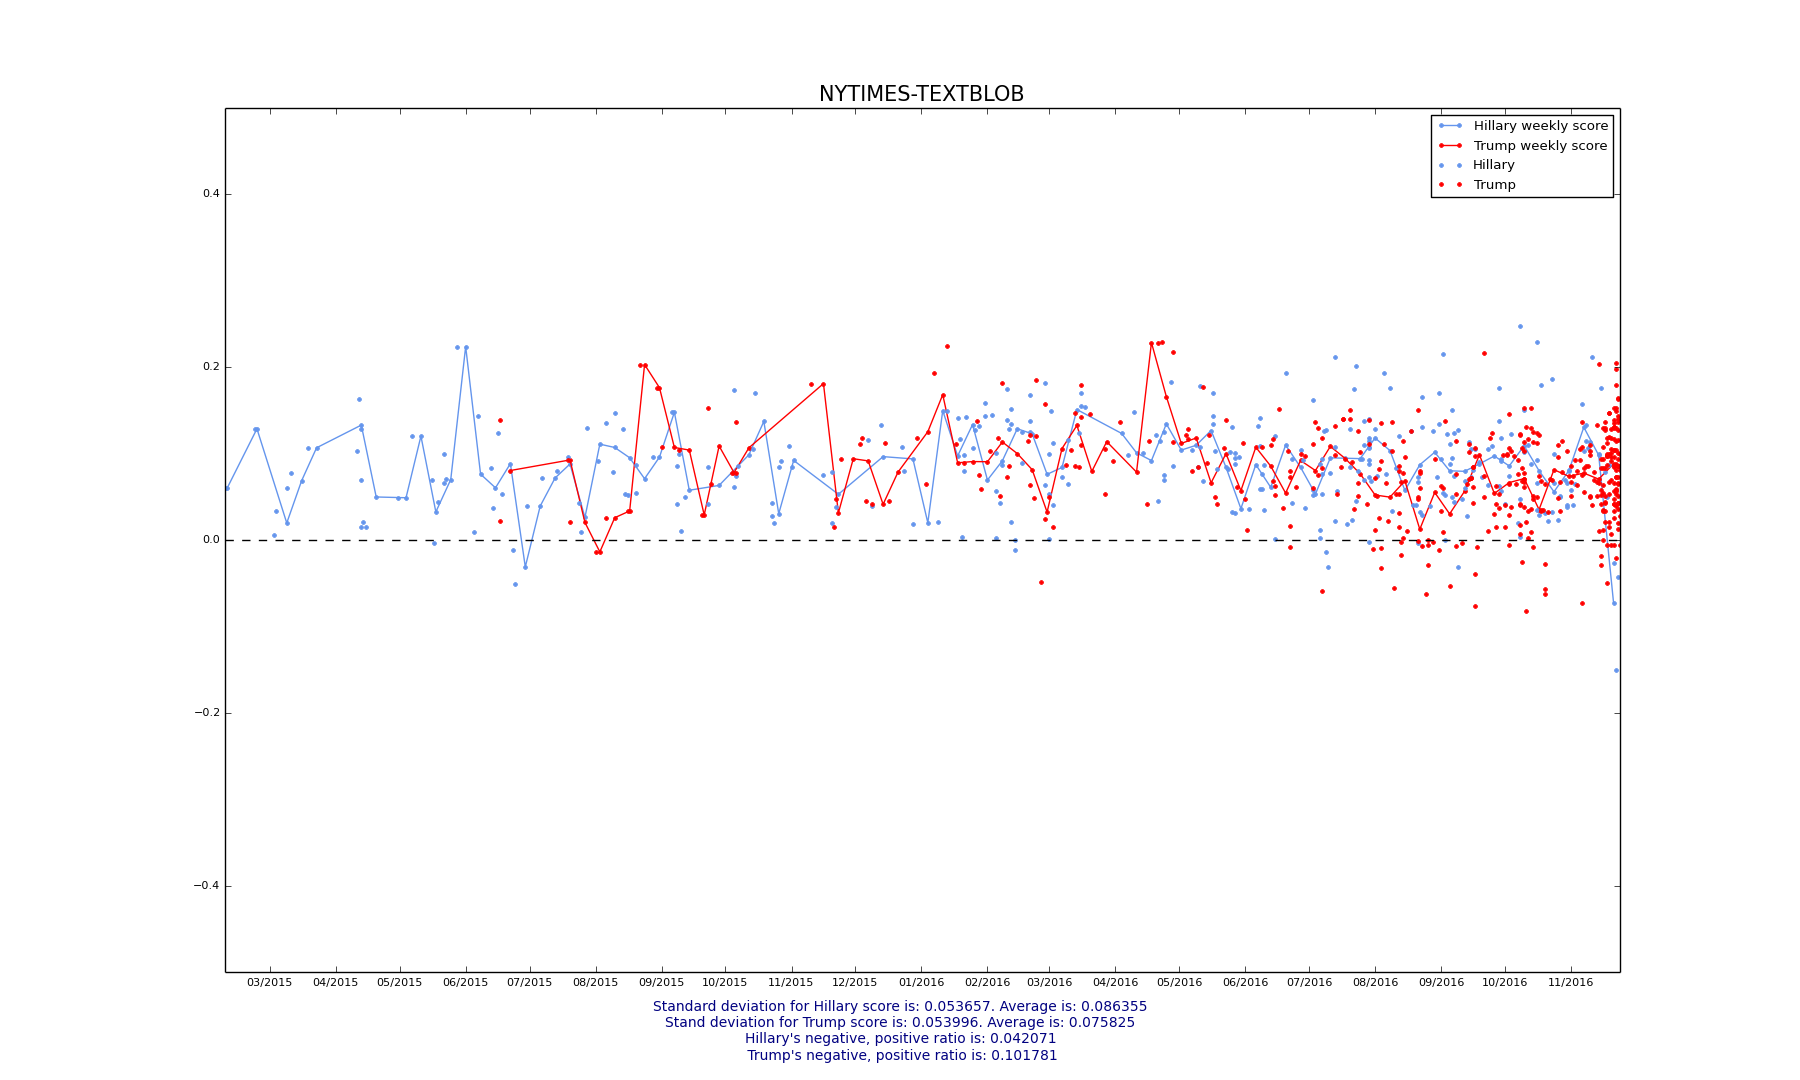 NYTIMES-TEXTBLOB
Hillary weekly score
Trump weekly score
Hillary
Trump
0.4
0.2
0.0
−0.2
−0.4
03/2015 04/2015 05/2015 06/2015 07/2015 08/2015 09/2015 10/2015 11/2015 12/2015 01/2016 02/2016 03/2016 04/2016 05/2016 06/2016 07/2016 08/2016 09/2016 10/2016 11/2016
Standard deviation for Hillary score is: 0.053657. Average is: 0.086355
Stand deviation for Trump score is: 0.053996. Average is: 0.075825
Hillary's negative, positive ratio is: 0.042071
Trump's negative, positive ratio is: 0.101781